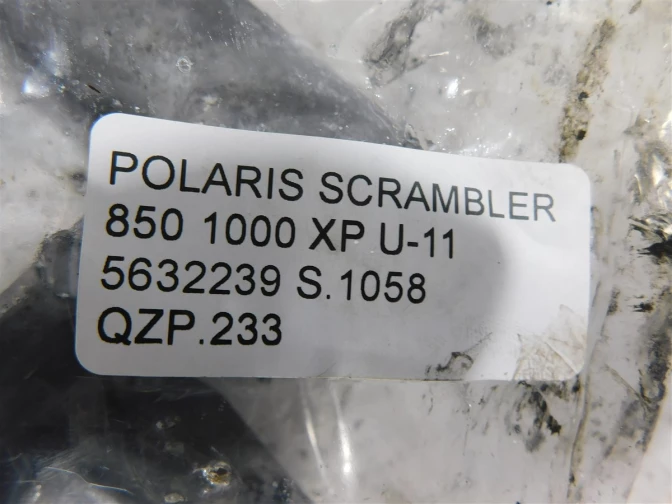 POLARIS SCRAMBLER
850 1000 XP U-11
5632239 S.1058
QZP.233